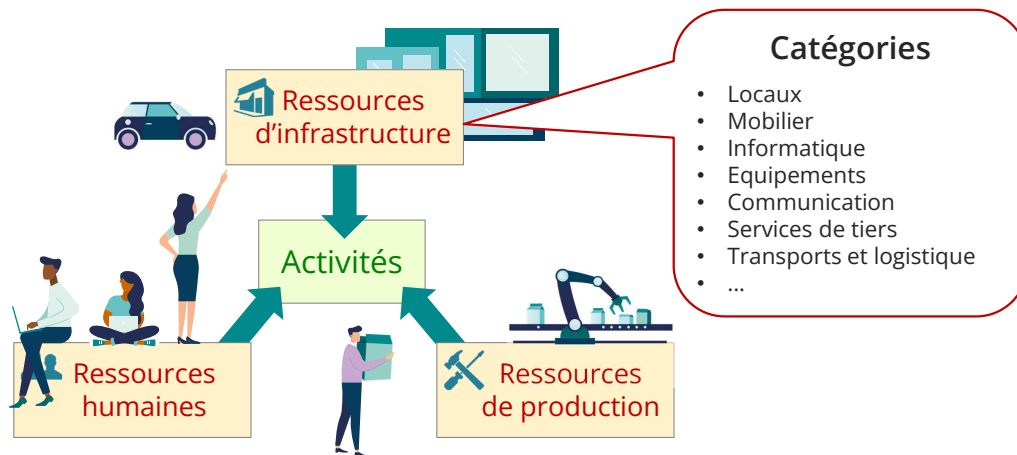 Ressources
d'infrastructure
Activités
Ressources
humaines
Ressources
de production
Catégories
• Locaux
• Mobilier
• Informatique
• Equipements
• Communication
• Services de tiers
• Transports et logistique
• ...